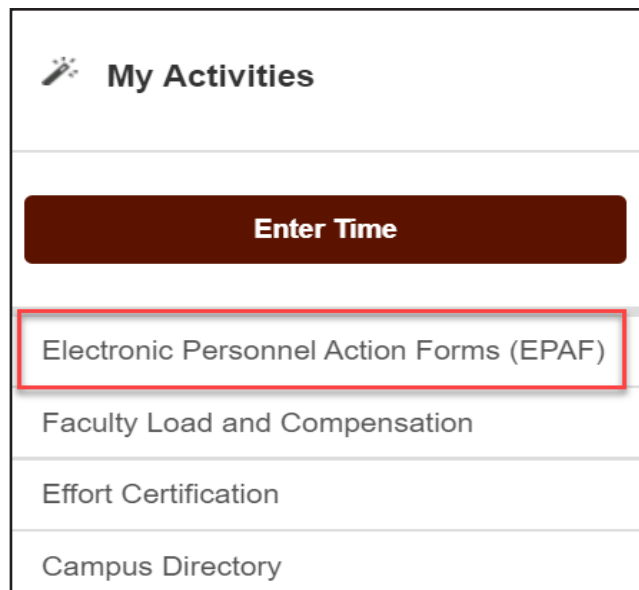 My Activities
Enter Time
Electronic Personnel Action Forms (EPAF)
Faculty Load and Compensation
Effort Certification
Campus Directory